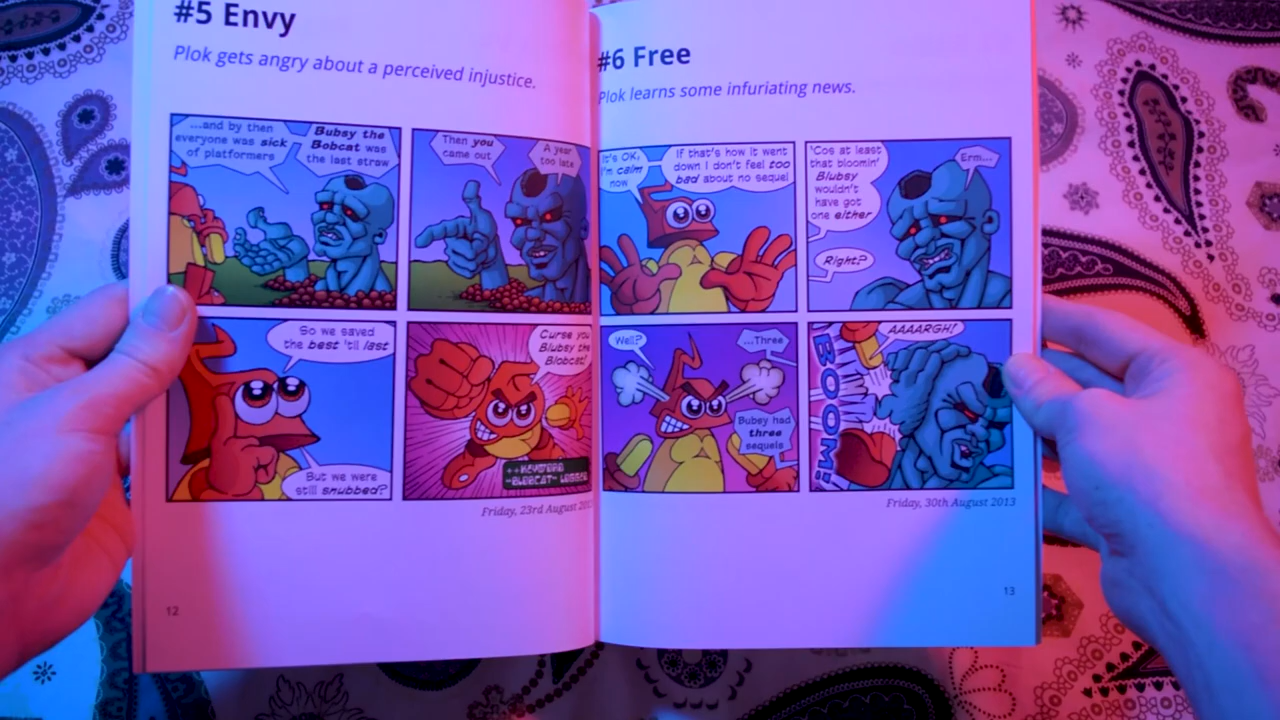 #5 Envy
Plok gets angry about a perceived injustice.
...and by then
everyone was sick
of platformers
Bubsy the
Bobcat was
the last straw
Then you
came out
A year
too late
So we saved
the best 'til last
But we were
still snubbed?
Curse you
Blubsy the
Blobcat!
++KEYWORD
"BLOBCAT" LOGGED
Friday, 23rd August 2013
12
#6 Free
Plok learns some infuriating news.
It's OK,
I'm calm
now
If that's how it went
down I don't feel too
bad about no sequel
'Cos at least
that bloomin'
Blubsy
wouldn't
have got
one either
Erm...
Right?
Well?
...Three
Bubsy had
three
sequels
AAAARGH!
BOOM!
Friday, 30th August 2013
13